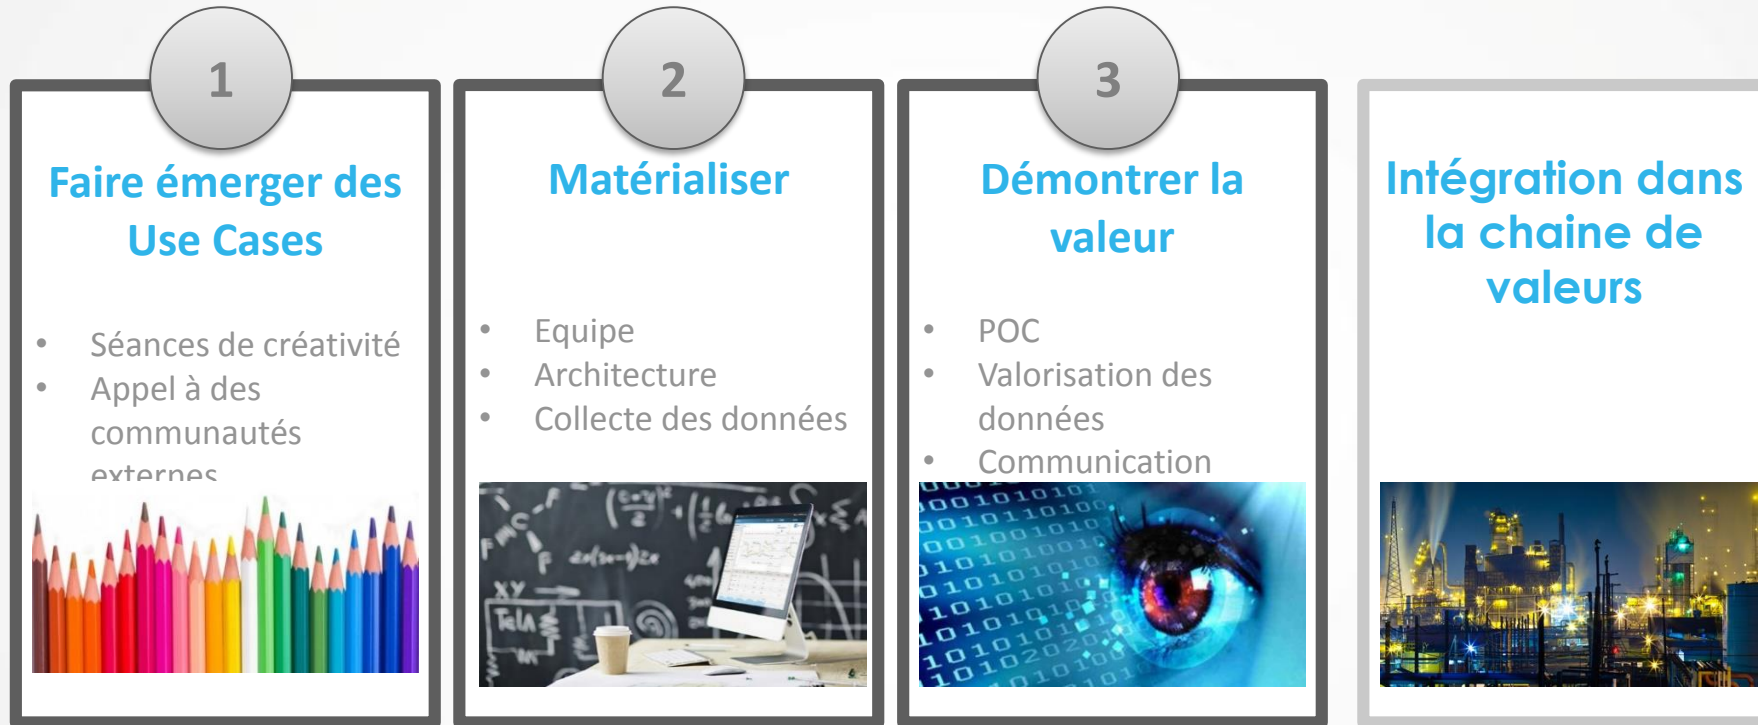 1
Faire émerger des
Use Cases
• Séances de créativité
• Appel à des
communautés
externes
2
Matérialiser
• Equipe
• Architecture
• Collecte des données
3
Démontrer la
valeur
• POC
• Valorisation des
données
• Communication
Intégration dans
la chaine de
valeurs